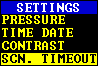 SETTINGS
PRESSURE
TIME DATE
CONTRAST
SCN. TIMEOUT